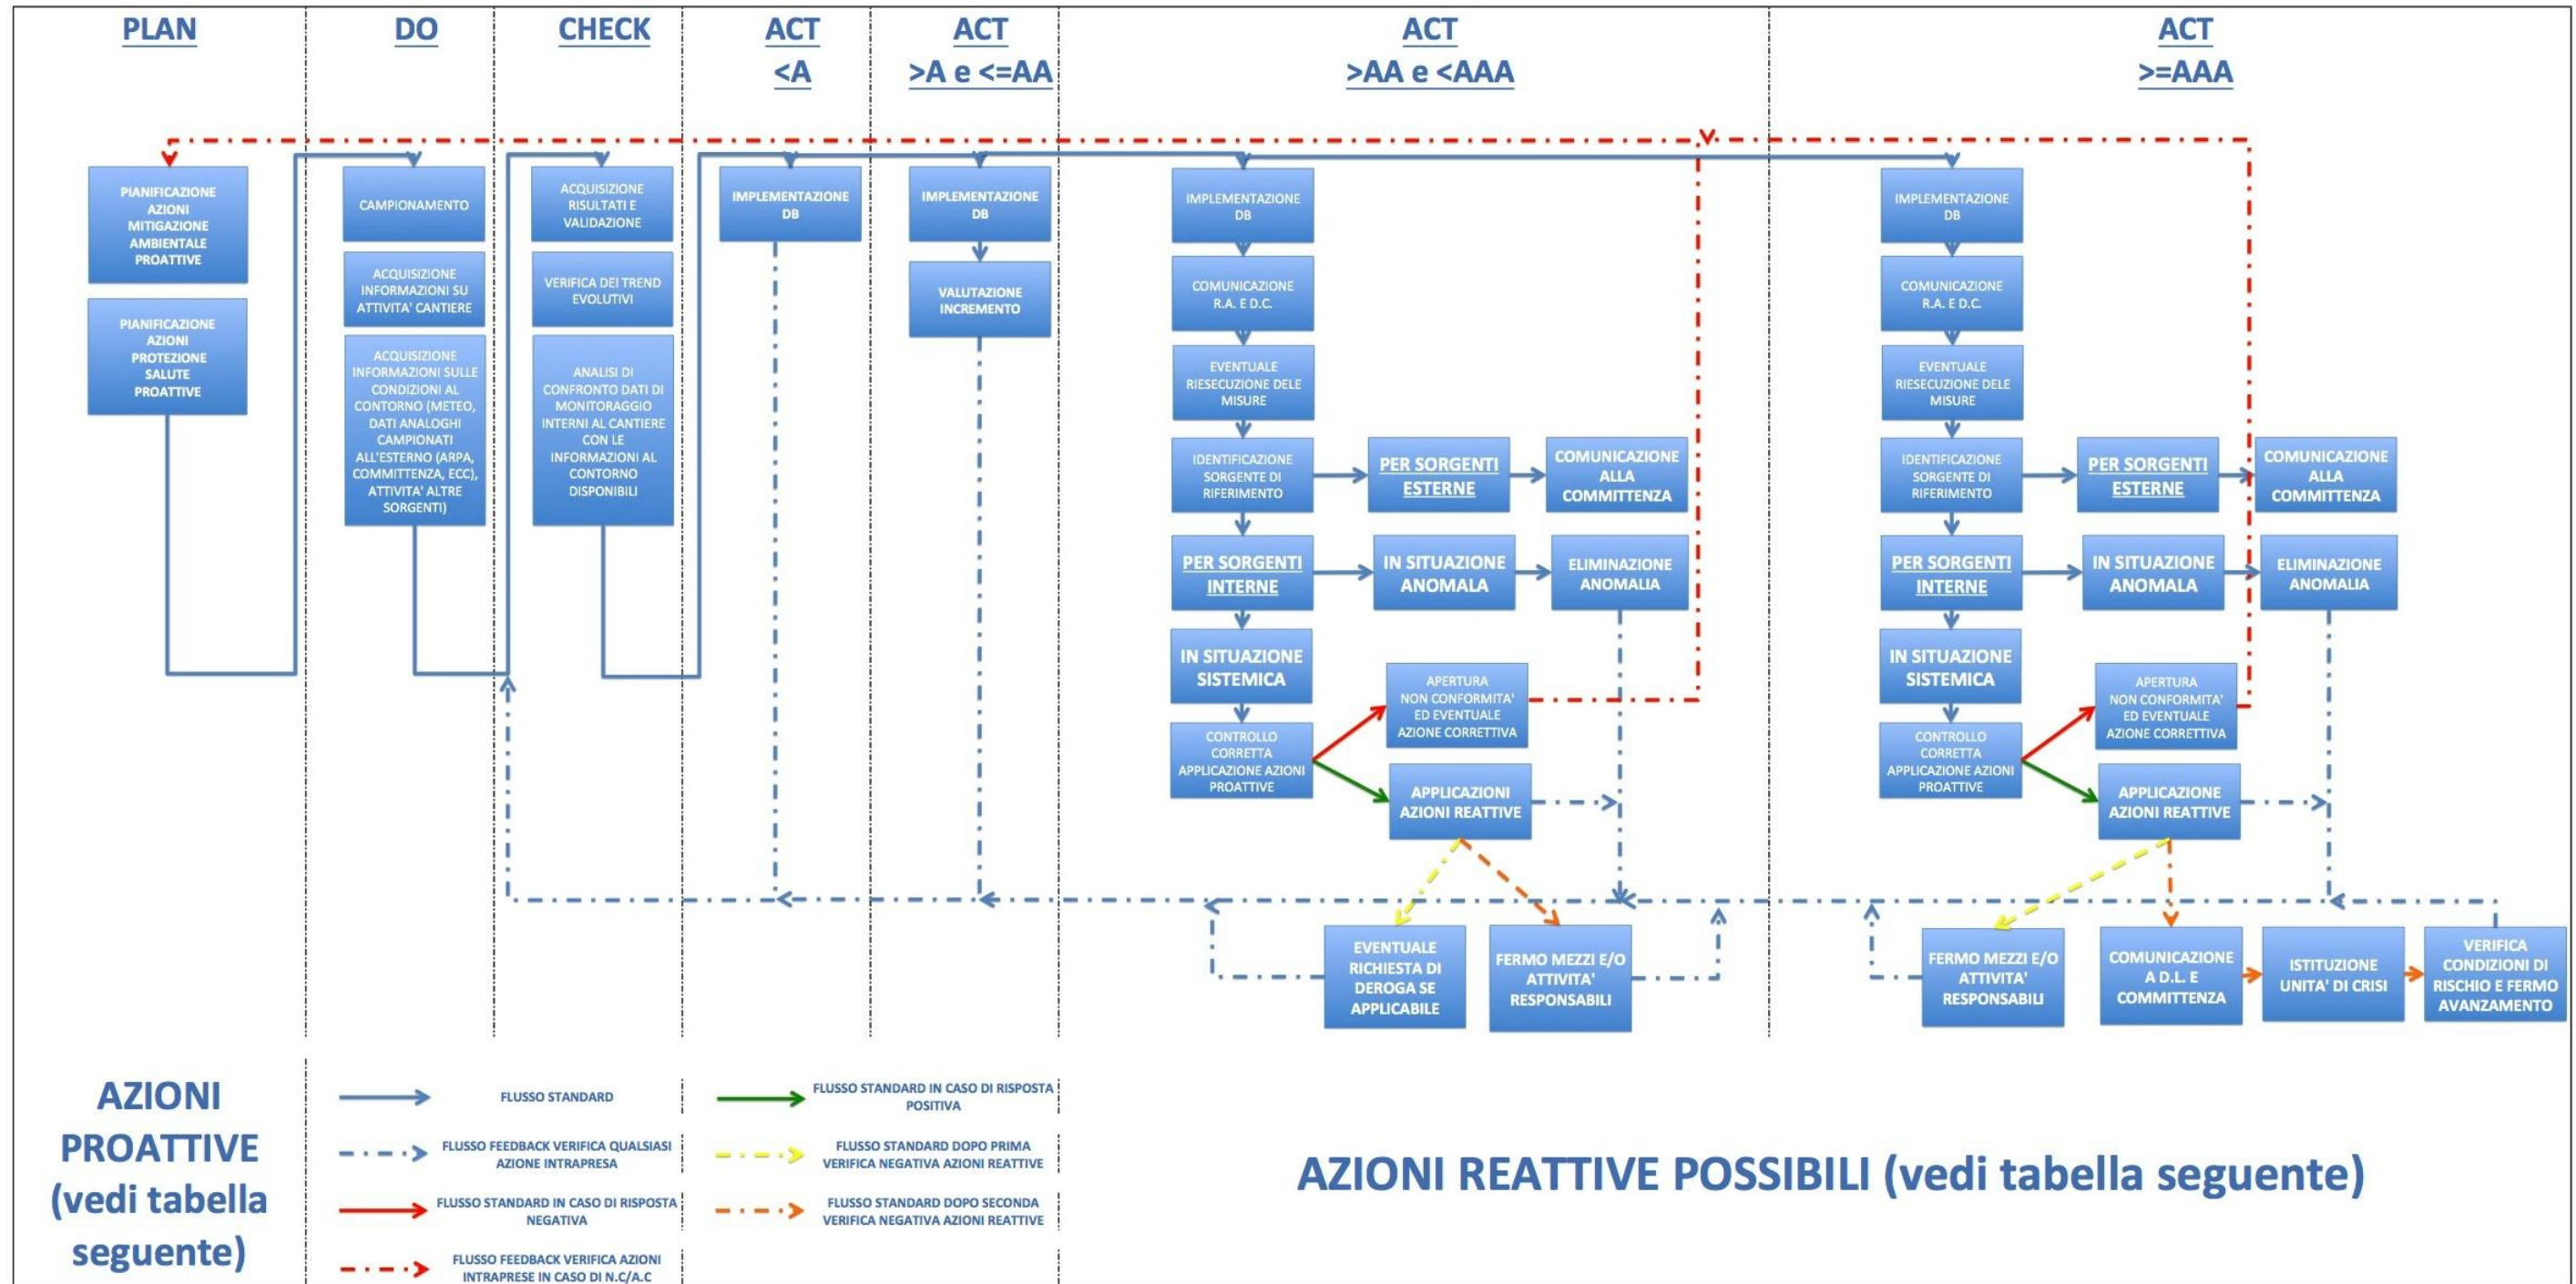 PLAN
DO
CHECK
ACT
<A
ACT
>A e <=AA
ACT
>AA e <AAA
ACT
>=AAA
PIANIFICAZIONE
AZIONI
MITIGAZIONE
AMBIENTALE
PROATTIVE
PIANIFICAZIONE
AZIONI
PROTEZIONE
SALUTE
PROATTIVE
CAMPIONAMENTO
ACQUISIZIONE
INFORMAZIONI SU
ATTIVITA' CANTIERE
ACQUISIZIONE
INFORMAZIONI SULLE
CONDIZIONI AL
CONTORNO (METEO,
DATI ANALOGHI
CAMPIONATI
ALL'ESTERNO (ARPA,
COMMITTENZA, ECC),
ATTIVITA' ALTRE
SORGENTI)
ACQUISIZIONE
RISULTATI E
VALIDAZIONE
VERIFICA DEI TREND
EVOLUTIVI
ANALISI DI
CONFRONTO DATI DI
MONITORAGGIO
INTERNI AL CANTIERE
CON LE
INFORMAZIONI AL
CONTORNO
DISPONIBILI
IMPLEMENTAZIONE
DB
IMPLEMENTAZIONE
DB
VALUTAZIONE
INCREMENTO
IMPLEMENTAZIONE
DB
COMUNICAZIONE
R.A. E D.C.
EVENTUALE
RIESECUZIONE DELE
MISURE
IDENTIFICAZIONE
SORGENTE DI
RIFERIMENTO
PER SORGENTI
ESTERNE
COMUNICAZIONE
ALLA
COMMITTENZA
PER SORGENTI
INTERNE
IN SITUAZIONE
ANOMALA
ELIMINAZIONE
ANOMALIA
IN SITUAZIONE
SISTEMICA
CONTROLLO
CORRETTA
APPLICAZIONE AZIONI
PROATTIVE
APERTURA
NON CONFORMITA'
ED EVENTUALE
AZIONE CORRETTIVA
APPLICAZIONI
AZIONI REATTIVE
EVENTUALE
RICHIESTA DI
DEROGA SE
APPLICABILE
FERMO MEZZI E/O
ATTIVITA'
RESPONSABILI
IMPLEMENTAZIONE
DB
COMUNICAZIONE
R.A. E D.C.
EVENTUALE
RIESECUZIONE DELE
MISURE
IDENTIFICAZIONE
SORGENTE DI
RIFERIMENTO
PER SORGENTI
ESTERNE
COMUNICAZIONE
ALLA
COMMITTENZA
PER SORGENTI
INTERNE
IN SITUAZIONE
ANOMALA
ELIMINAZIONE
ANOMALIA
IN SITUAZIONE
SISTEMICA
CONTROLLO
CORRETTA
APPLICAZIONE AZIONI
PROATTIVE
APERTURA
NON CONFORMITA'
ED EVENTUALE
AZIONE CORRETTIVA
APPLICAZIONE
AZIONI REATTIVE
FERMO MEZZI E/O
ATTIVITA'
RESPONSABILI
COMUNICAZIONE
A D.L. E
COMMITTENZA
ISTITUZIONE
UNITA' DI CRISI
VERIFICA
CONDIZIONI DI
RISCHIO E FERMO
AVANZAMENTO
AZIONI
PROATTIVE
(vedi tabella
seguente)
FLUSSO STANDARD
FLUSSO FEEDBACK VERIFICA QUALSIASI
AZIONE INTRAPRESA
FLUSSO STANDARD IN CASO DI RISPOSTA
NEGATIVA
FLUSSO FEEDBACK VERIFICA AZIONI
INTRAPRESE IN CASO DI N.C/A.C
FLUSSO STANDARD IN CASO DI RISPOSTA
POSITIVA
FLUSSO STANDARD DOPO PRIMA
VERIFICA NEGATIVA AZIONI REATTIVE
FLUSSO STANDARD DOPO SECONDA
VERIFICA NEGATIVA AZIONI REATTIVE
AZIONI REATTIVE POSSIBILI (vedi tabella seguente)